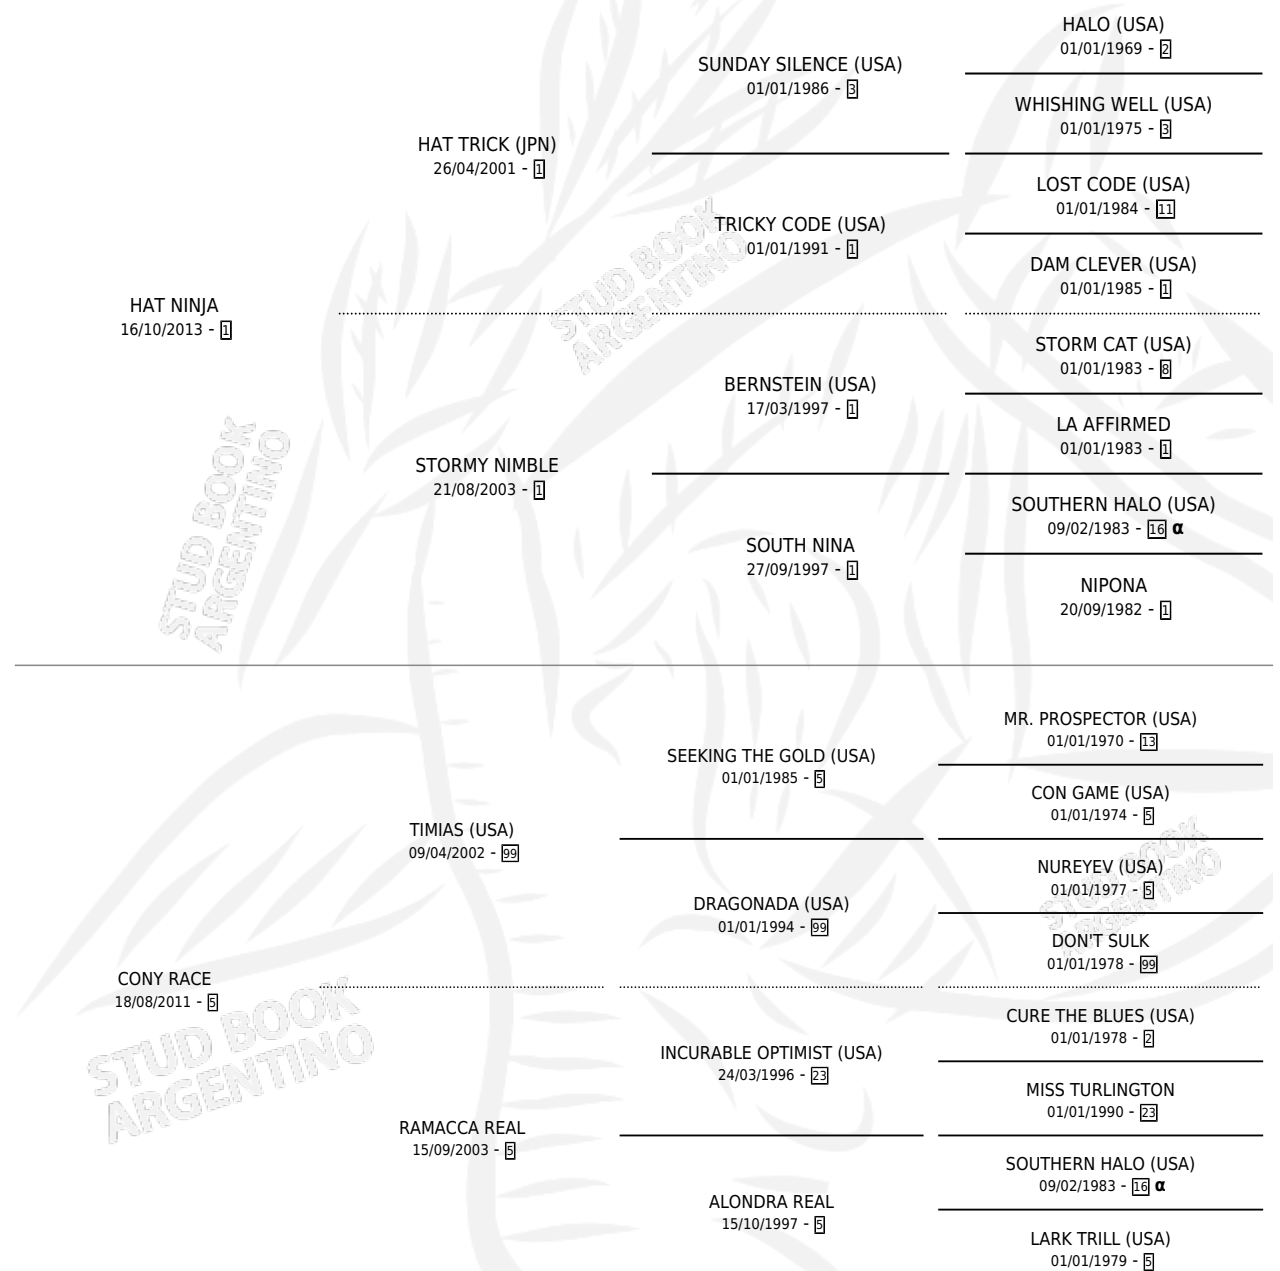 HALO (USA)
01/01/1969 - 2
SUNDAY SILENCE (USA)
01/01/1986 - 3
WHISHING WELL (USA)
01/01/1975 - 3
HAT TRICK (JPN)
26/04/2001 - 1
LOST CODE (USA)
01/01/1984 - 11
TRICKY CODE (USA)
01/01/1991 - 1
DAM CLEVER (USA)
01/01/1985 - 1
HAT NINJA
16/10/2013 - 1
STORM CAT (USA)
01/01/1983 - 8
BERNSTEIN (USA)
17/03/1997 - 1
LA AFFIRMED
01/01/1983 - 1
STORMY NIMBLE
21/08/2003 - 1
SOUTHERN HALO (USA)
09/02/1983 - 16 α
SOUTH NINA
27/09/1997 - 1
NIPONA
20/09/1982 - 1
MR. PROSPECTOR (USA)
01/01/1970 - 13
SEEKING THE GOLD (USA)
01/01/1985 - 5
CON GAME (USA)
01/01/1974 - 5
TIMIAS (USA)
09/04/2002 - 99
NUREYEV (USA)
01/01/1977 - 5
DRAGONADA (USA)
01/01/1994 - 99
DON'T SULK
01/01/1978 - 99
CONY RACE
18/08/2011 - 5
CURE THE BLUES (USA)
01/01/1978 - 2
INCURABLE OPTIMIST (USA)
24/03/1996 - 23
MISS TURLINGTON
01/01/1990 - 23
RAMACCA REAL
15/09/2003 - 5
SOUTHERN HALO (USA)
09/02/1983 - 16 α
ALONDRA REAL
15/10/1997 - 5
LARK TRILL (USA)
01/01/1979 - 5
STUD BOOK
ARGENTINO
STUD BOOK
ARGENTINO
STUD BOOK
ARGENTINO
STUD BOOK
ARGENTINO